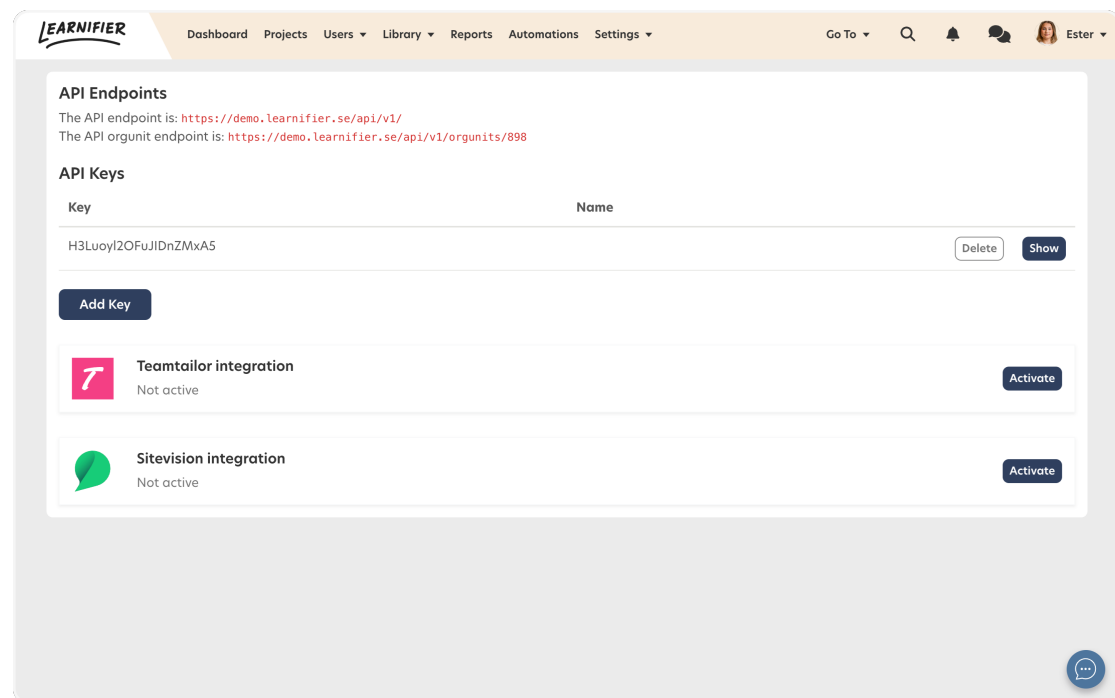 LEARNIFIER
Dashboard Projects Users Library Reports Automations Settings Go To Ester
API Endpoints
The API endpoint is: https://demo.learnifier.se/api/v1/
The API orgunit endpoint is: https://demo.learnifier.se/api/v1/orgunits/898
API Keys
Key Name
H3Luoyl2OFuJIDnZMxA5 Delete Show
Add Key
T
Teamtailor integration
Not active
Activate
Sitevision integration
Not active
Activate